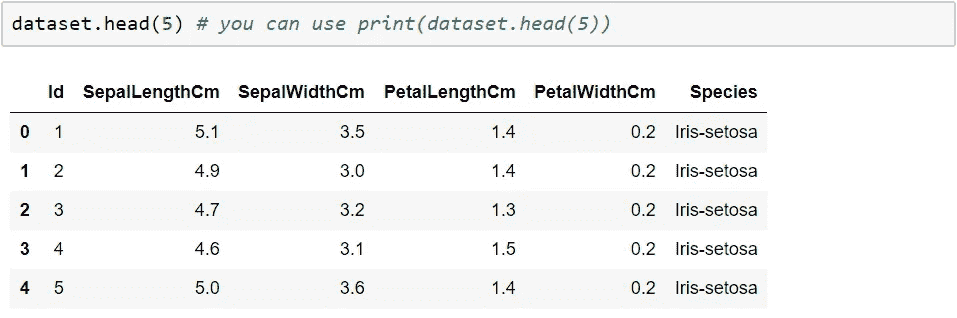 dataset.head(5) # you can use print(dataset.head(5))
Id SepalLengthCm SepalWidthCm PetalLengthCm PetalWidthCm Species
0 1 5.1 3.5 1.4 0.2 Iris-setosa
1 2 4.9 3.0 1.4 0.2 Iris-setosa
2 3 4.7 3.2 1.3 0.2 Iris-setosa
3 4 4.6 3.1 1.5 0.2 Iris-setosa
4 5 5.0 3.6 1.4 0.2 Iris-setosa